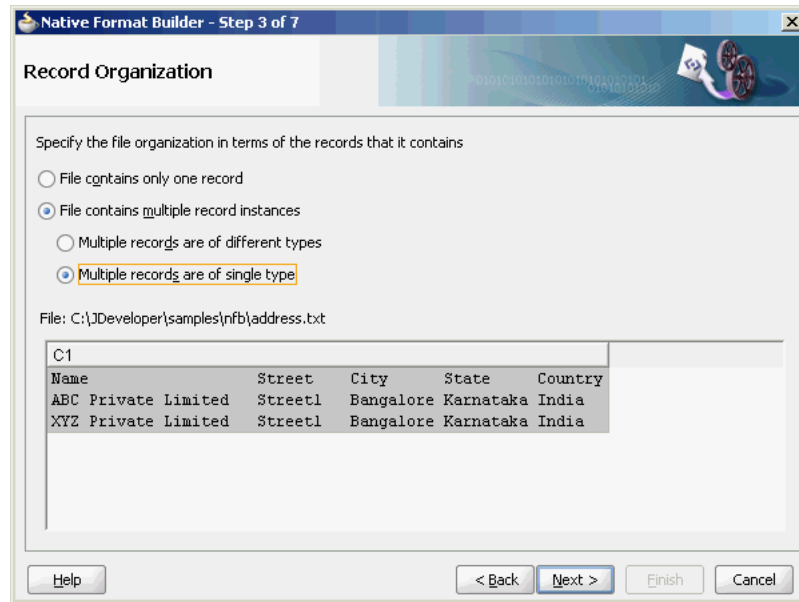 Native Format Builder - Step 3 of 7
Record Organization
Specify the file organization in terms of the records that it contains
File contains only one record
File contains multiple record instances
Multiple records are of different types
Multiple records are of single type
File: C:\JDeveloper\samples\nfb\address.txt
C1
Name Street City State Country
ABC Private Limited Street1 Bangalore Karnataka India
XYZ Private Limited Street1 Bangalore Karnataka India
Help < Back Next > Finish Cancel